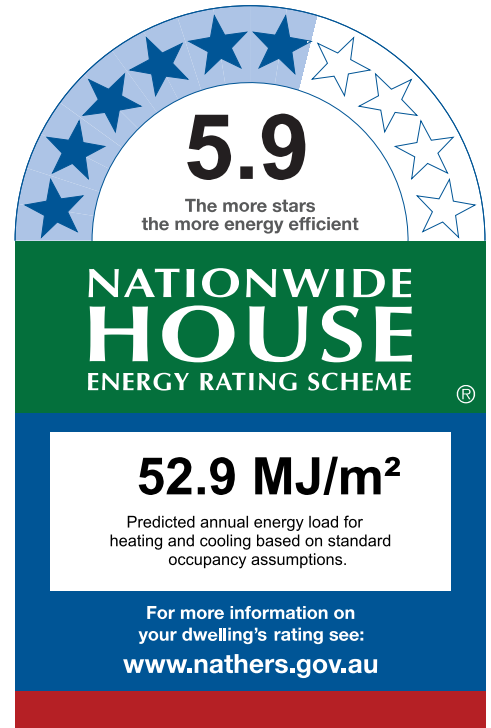 5.9
The more stars
the more energy efficient
NATIONWIDE
HOUSE
ENERGY RATING SCHEME
®
52.9 MJ/m²
Predicted annual energy load for
heating and cooling based on standard
occupancy assumptions.
For more information on
your dwelling's rating see:
www.nathers.gov.au